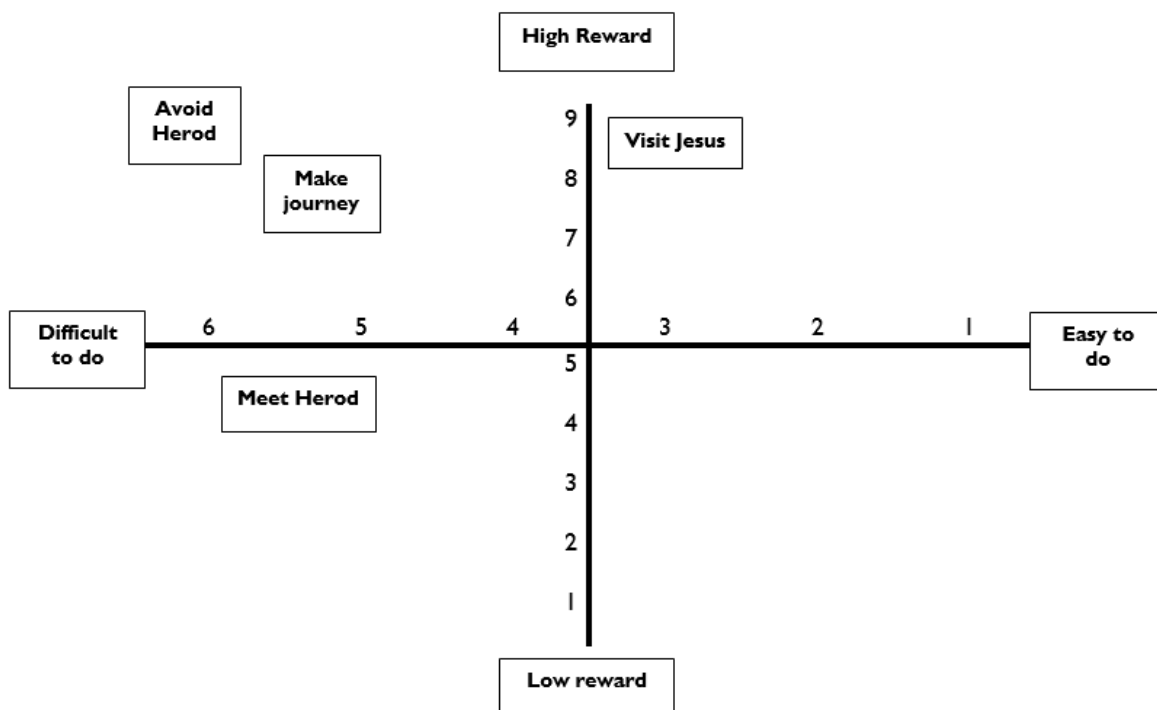 High Reward
Avoid
Herod
9
Visit Jesus
Make
journey
8
7
6
Difficult
to do
6 5 4 3 2 1
Easy to
do
5
Meet Herod
4
3
2
1
Low reward